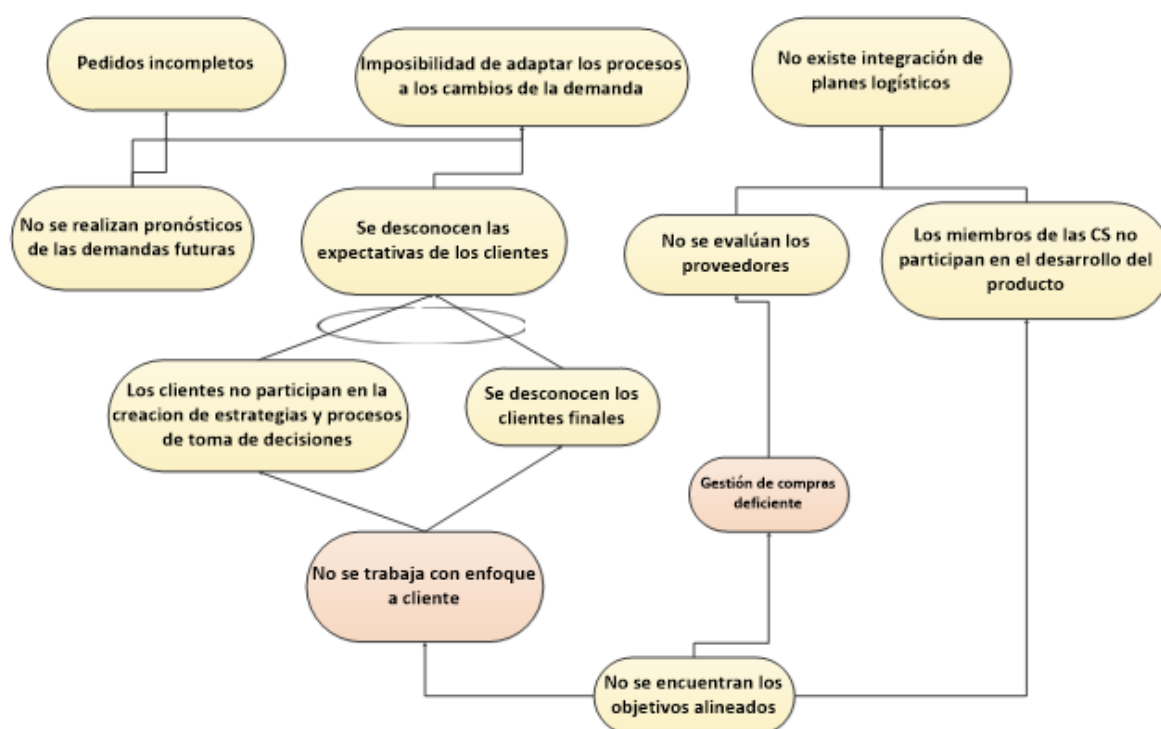 Pedidos incompletos
Imposibilidad de adaptar los procesos
a los cambios de la demanda
No existe integración de
planes logísticos
No se realizan pronósticos
de las demandas futuras
Se desconocen las
expectativas de los clientes
No se evalúan los
proveedores
Los miembros de las CS no
participan en el desarrollo del
producto
Los clientes no participan en la
creacion de estrategias y procesos
de toma de decisiones
Se desconocen los
clientes finales
Gestión de compras
deficiente
No se trabaja con enfoque
a cliente
No se encuentran los
objetivos alineados